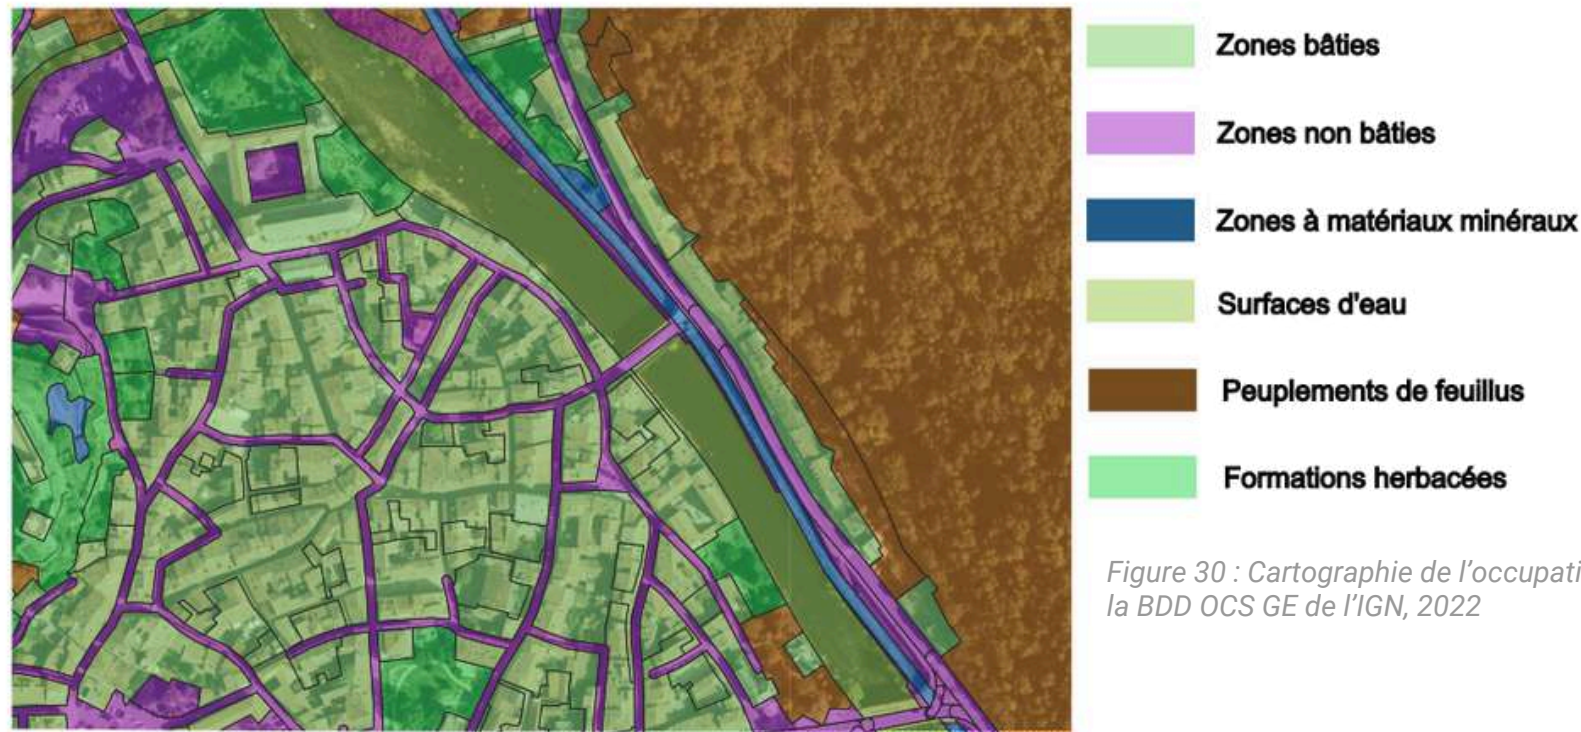 Zones bâties
Zones non bâties
Zones à matériaux minéraux
Surfaces d'eau
Peuplements de feuillus
Formations herbacées
Figure 30 : Cartographie de l’occupati
la BDD OCS GE de l’IGN, 2022